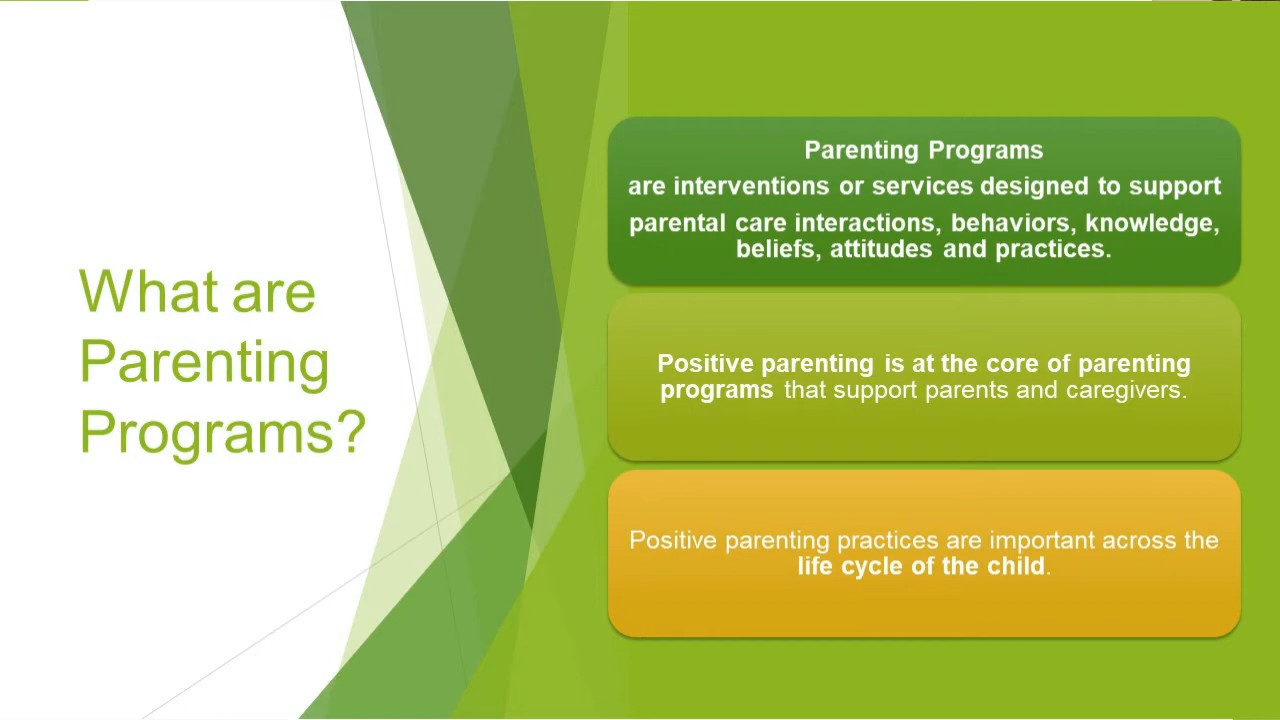 What are
Parenting
Programs?
Parenting Programs
are interventions or services designed to support
parental care interactions, behaviors, knowledge,
beliefs, attitudes and practices.
Positive parenting is at the core of parenting
programs that support parents and caregivers.
Positive parenting practices are important across the
life cycle of the child.